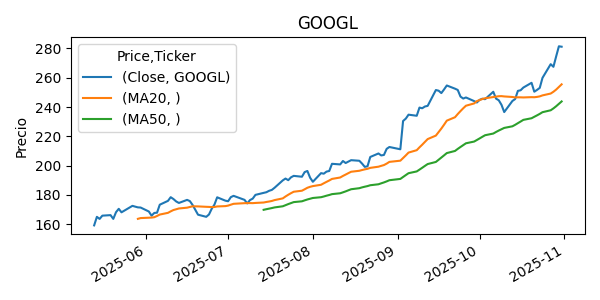 GOOGL
Price,Ticker
(Close, GOOGL)
(MA20, )
(MA50, )
Precio
280
260
240
220
200
180
160
2025-06
2025-07
2025-08
2025-09
2025-10
2025-11